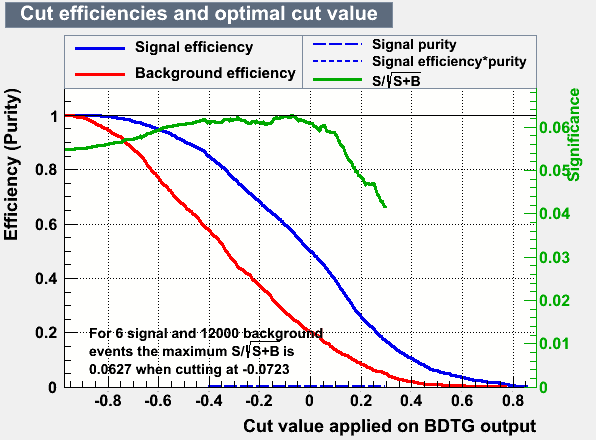 Cut efficiencies and optimal cut value
Signal efficiency
Background efficiency
Signal purity
Signal efficiency*purity
S/√S+B
Efficiency (Purity)
1
0.8
0.6
0.4
0.2
0
0.06
0.05
0.04
0.03
0.02
0.01
0
Significance
For 6 signal and 12000 background
events the maximum S/√S+B is
0.0627 when cutting at -0.0723
-0.8 -0.6 -0.4 -0.2 0 0.2 0.4 0.6 0.8
Cut value applied on BDTG output